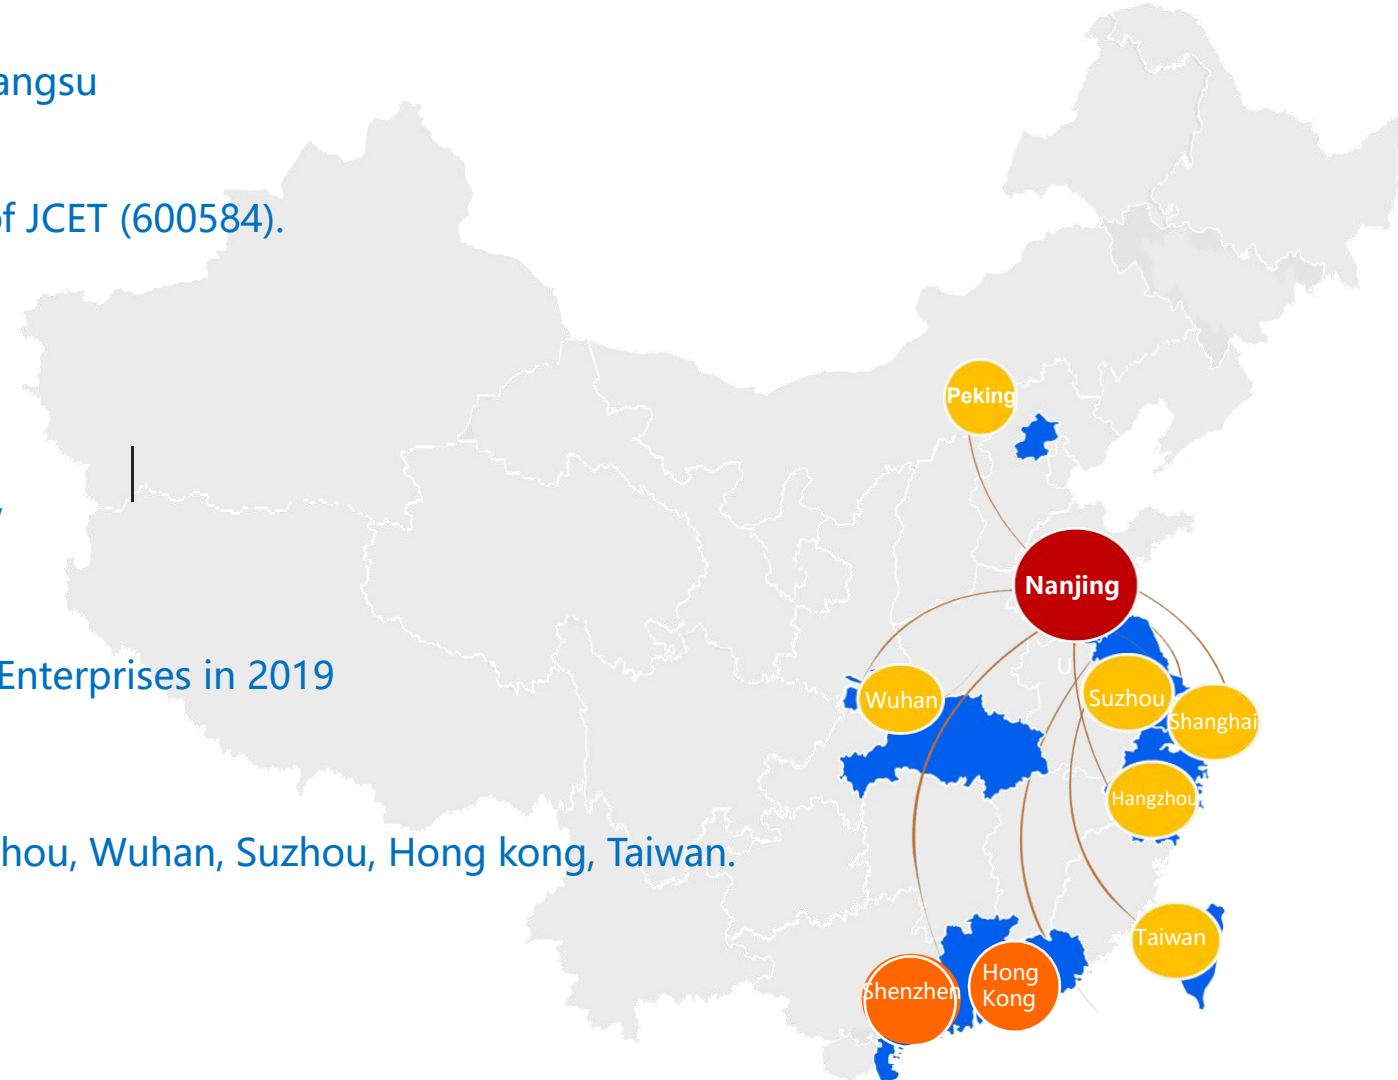 angsu
of JCET (600584).
Peking
Nanjing
Enterprises in 2019
Wuhan
Suzhou
Shanghai
Hangzhou
hou, Wuhan, Suzhou, Hong kong, Taiwan.
Taiwan
Shenzhen
Hong
Kong